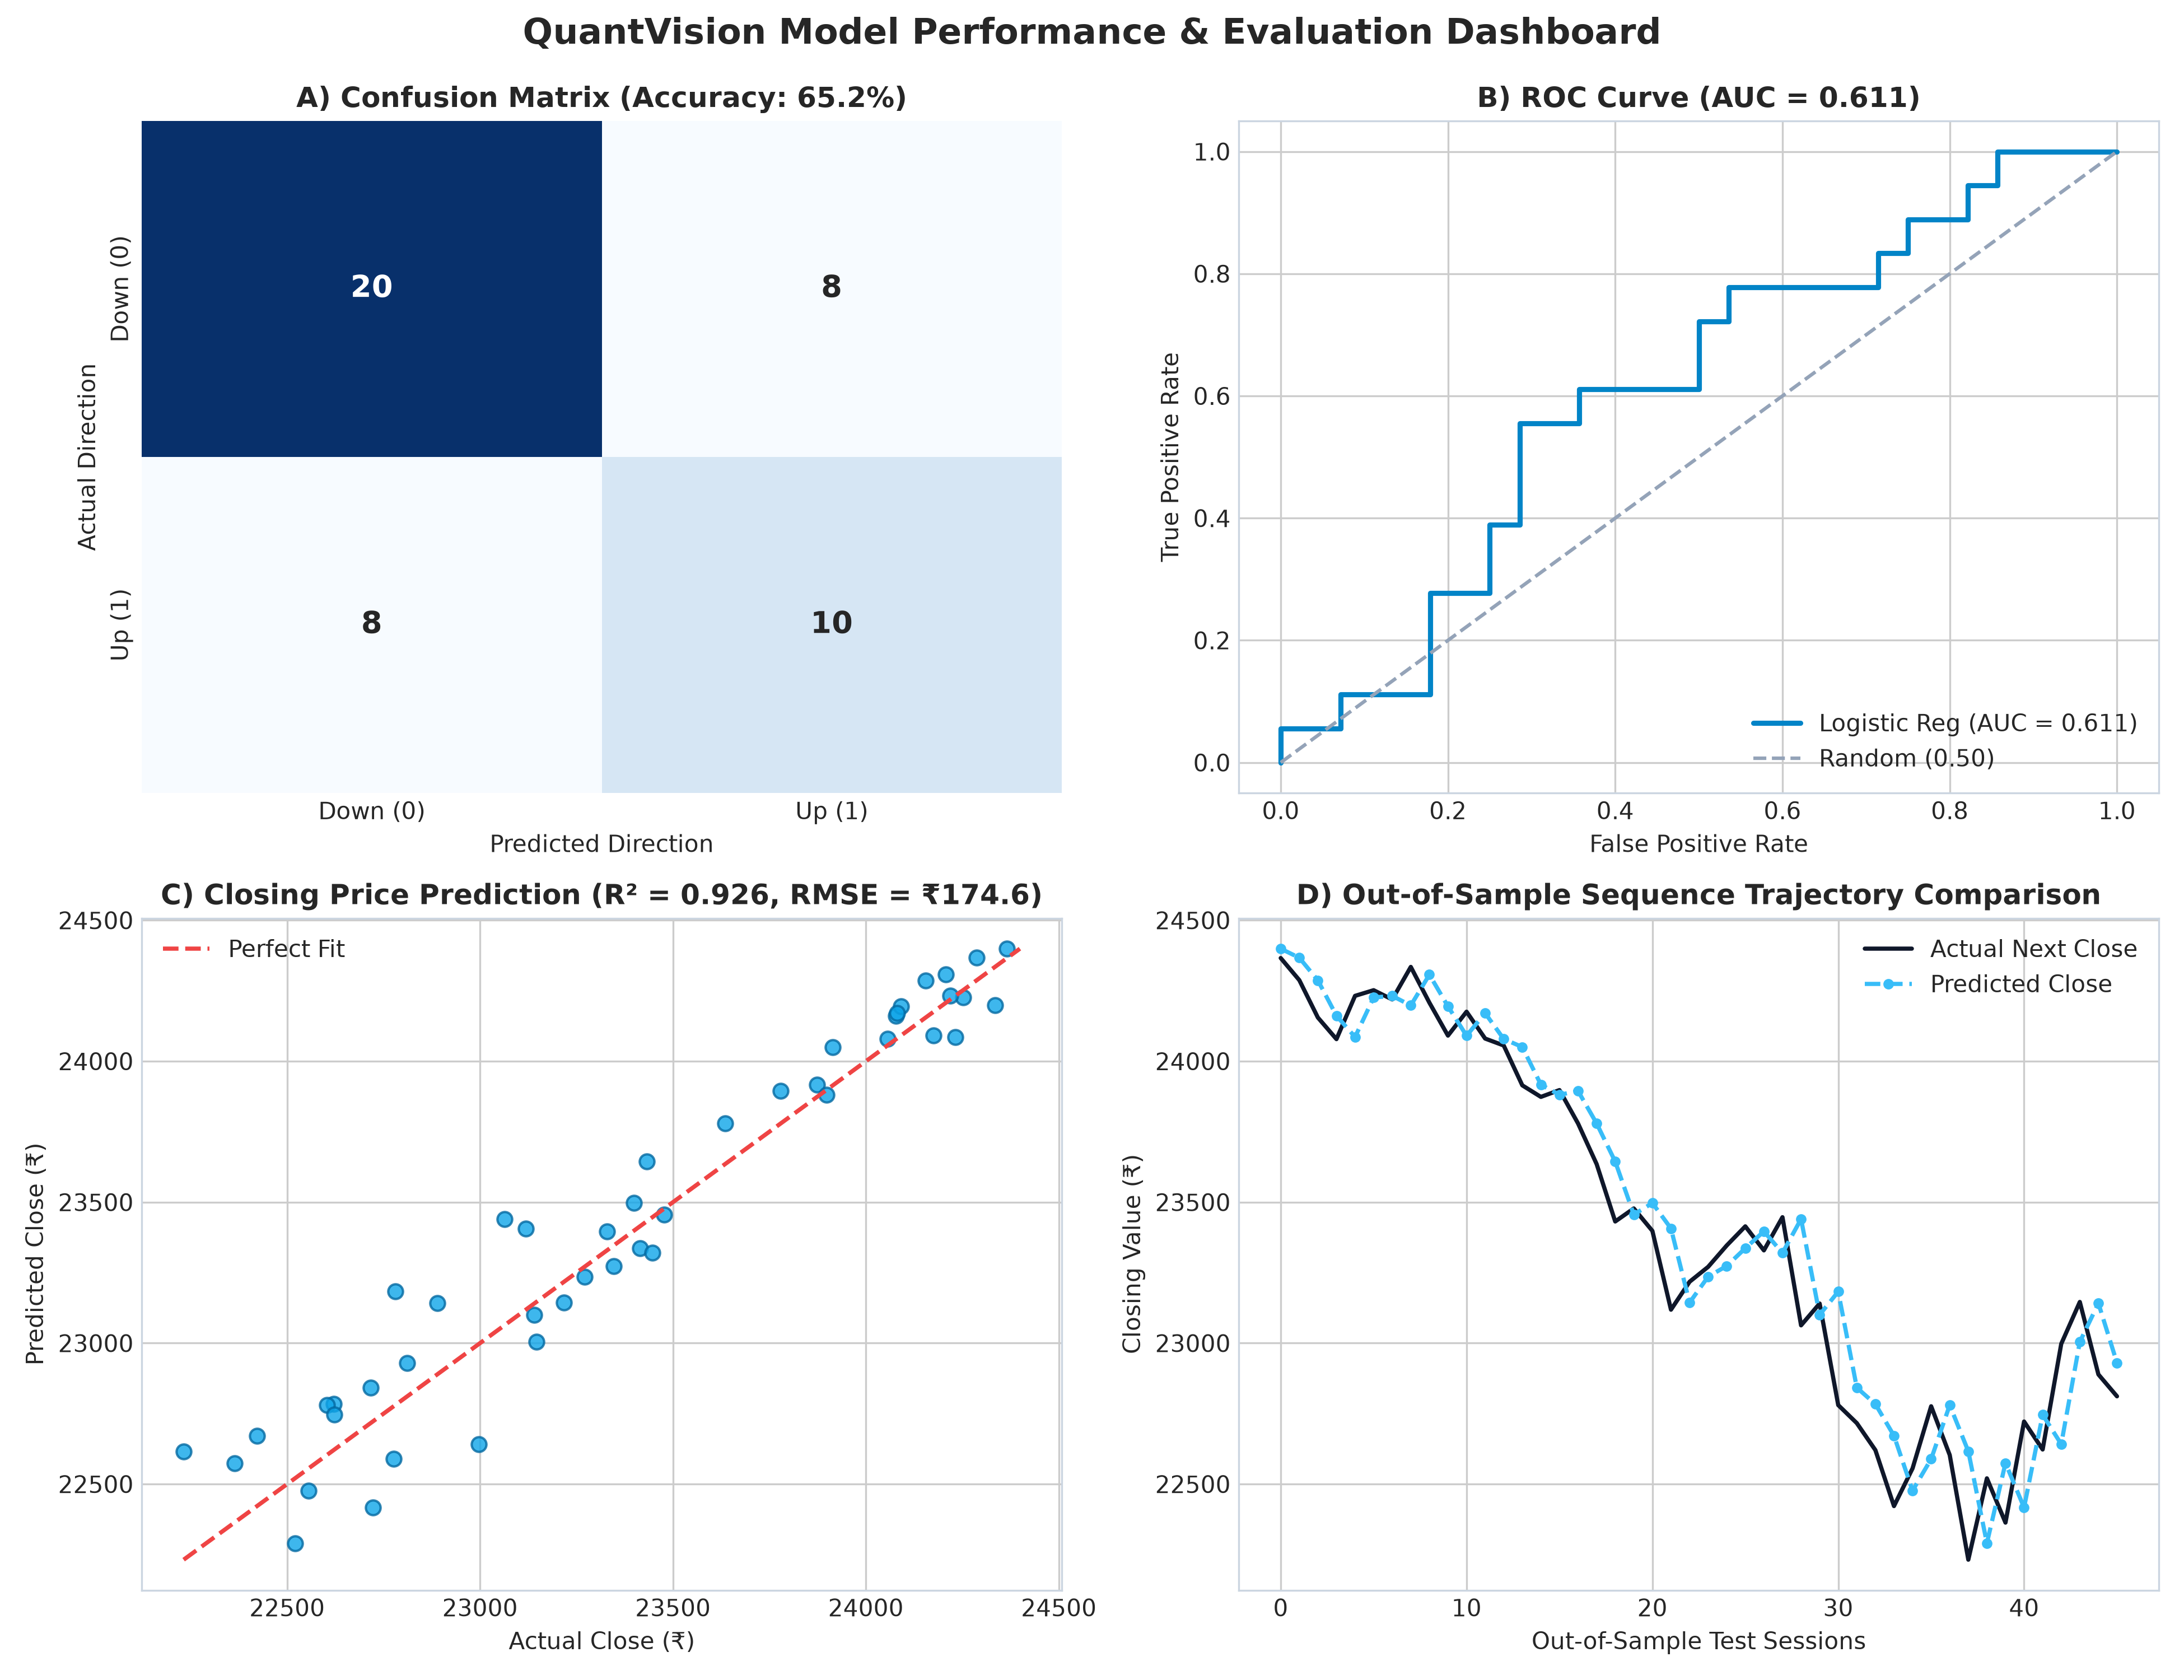 QuantVision Model Performance & Evaluation Dashboard
A) Confusion Matrix (Accuracy: 65.2%)
Actual Direction
Down (0)
Up (1)
20
8
8
10
Down (0)
Up (1)
Predicted Direction
B) ROC Curve (AUC = 0.611)
True Positive Rate
1.0
0.8
0.6
0.4
0.2
0.0
Logistic Reg (AUC = 0.611)
Random (0.50)
0.0
0.2
0.4
0.6
0.8
1.0
False Positive Rate
C) Closing Price Prediction (R² = 0.926, RMSE = ₹174.6)
Predicted Close (₹)
24500
24000
23500
23000
22500
Perfect Fit
22500
23000
23500
24000
24500
Actual Close (₹)
D) Out-of-Sample Sequence Trajectory Comparison
Closing Value (₹)
24500
24000
23500
23000
22500
Actual Next Close
Predicted Close
0
10
20
30
40
Out-of-Sample Test Sessions